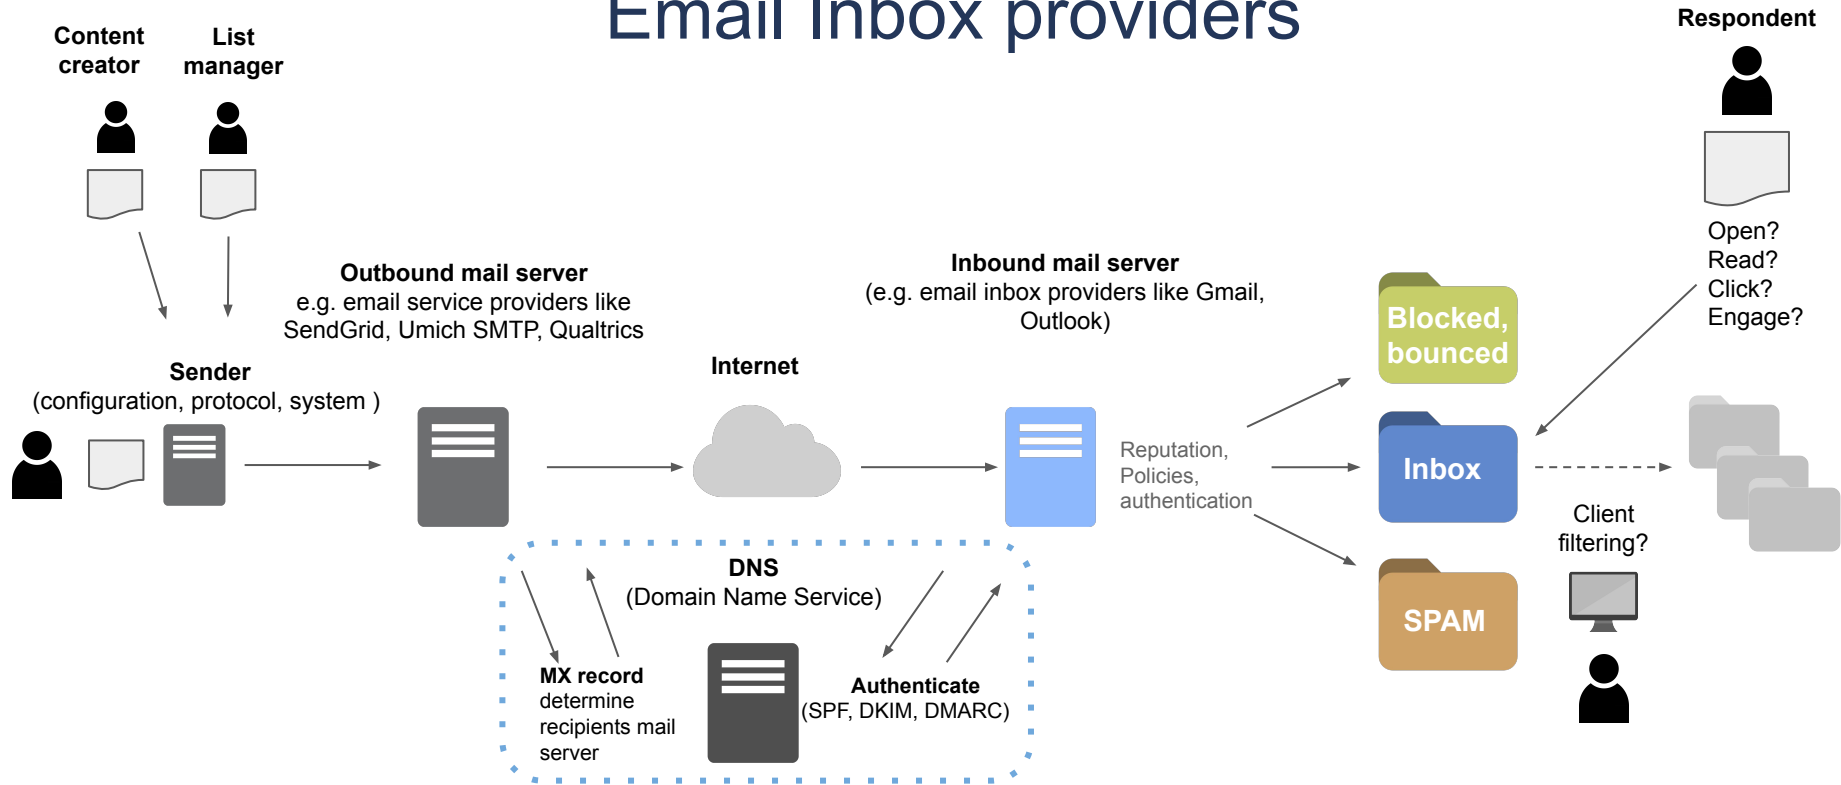 Email Inbox providers
Content
creator
List
manager
Respondent
Open?
Read?
Click?
Engage?
Outbound mail server
e.g. email service providers like
SendGrid, Umich SMTP, Qualtrics
Inbound mail server
(e.g. email inbox providers like Gmail,
Outlook)
Sender
(configuration, protocol, system )
Internet
Reputation,
Policies,
authentication
Blocked,
bounced
Inbox
SPAM
Client
filtering?
DNS
(Domain Name Service)
MX record
determine
recipients mail
server
Authenticate
(SPF, DKIM, DMARC)